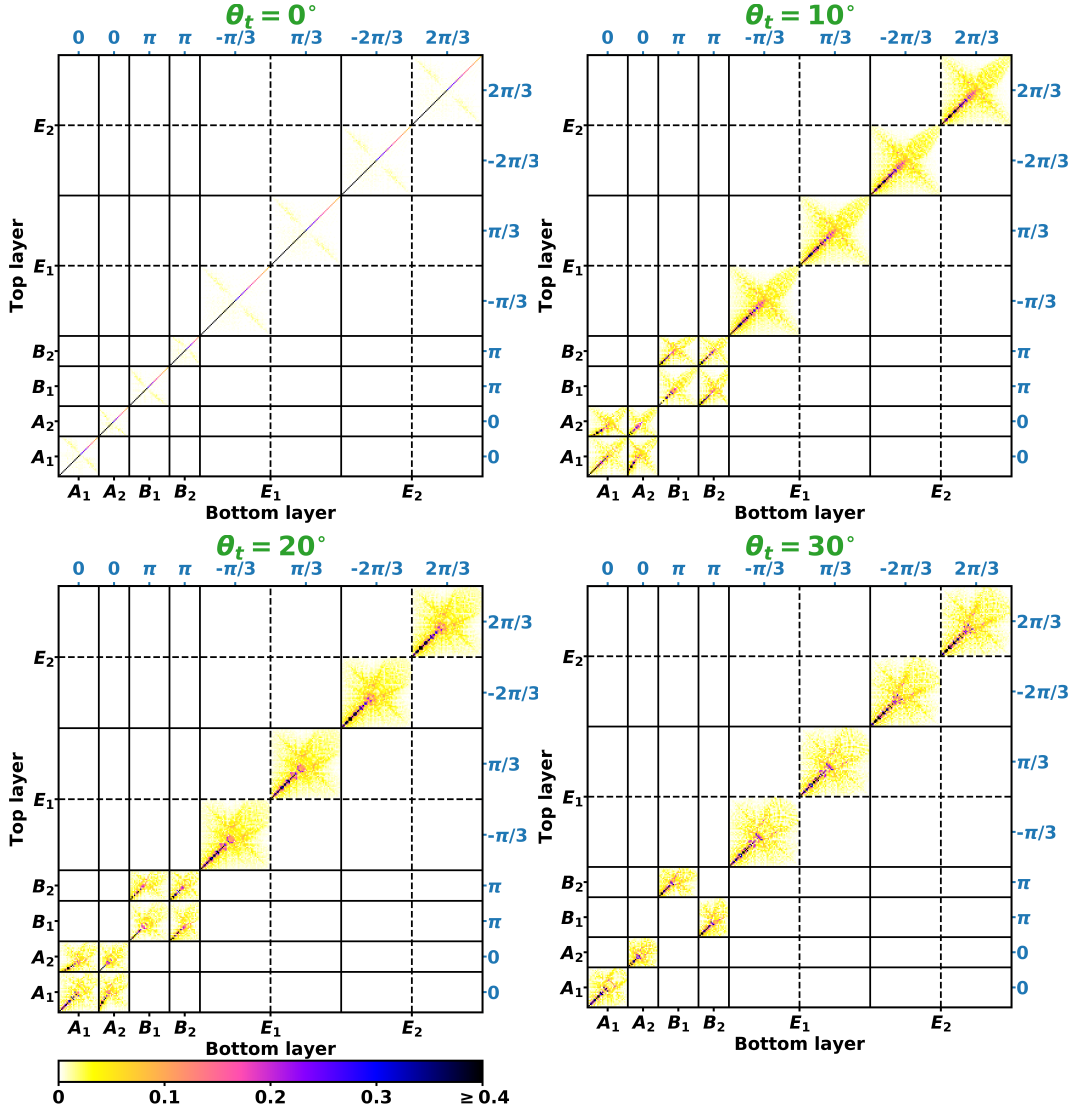 θt = 0°
0 0 π π -π/3 π/3 -2π/3 2π/3
E2
E1
B2
B1
A2
A1
Top layer
2π/3
-2π/3
π/3
-π/3
π
π
0
0
A1 A2 B1 B2 E1 E2
Bottom layer
θt = 10°
0 0 π π -π/3 π/3 -2π/3 2π/3
E2
E1
B2
B1
A2
A1
Top layer
2π/3
-2π/3
π/3
-π/3
π
π
0
0
A1 A2 B1 B2 E1 E2
Bottom layer
θt = 20°
0 0 π π -π/3 π/3 -2π/3 2π/3
E2
E1
B2
B1
A2
A1
Top layer
2π/3
-2π/3
π/3
-π/3
π
π
0
0
A1 A2 B1 B2 E1 E2
Bottom layer
θt = 30°
0 0 π π -π/3 π/3 -2π/3 2π/3
E2
E1
B2
B1
A2
A1
Top layer
2π/3
-2π/3
π/3
-π/3
π
π
0
0
A1 A2 B1 B2 E1 E2
Bottom layer
0 0.1 0.2 0.3 ≥0.4